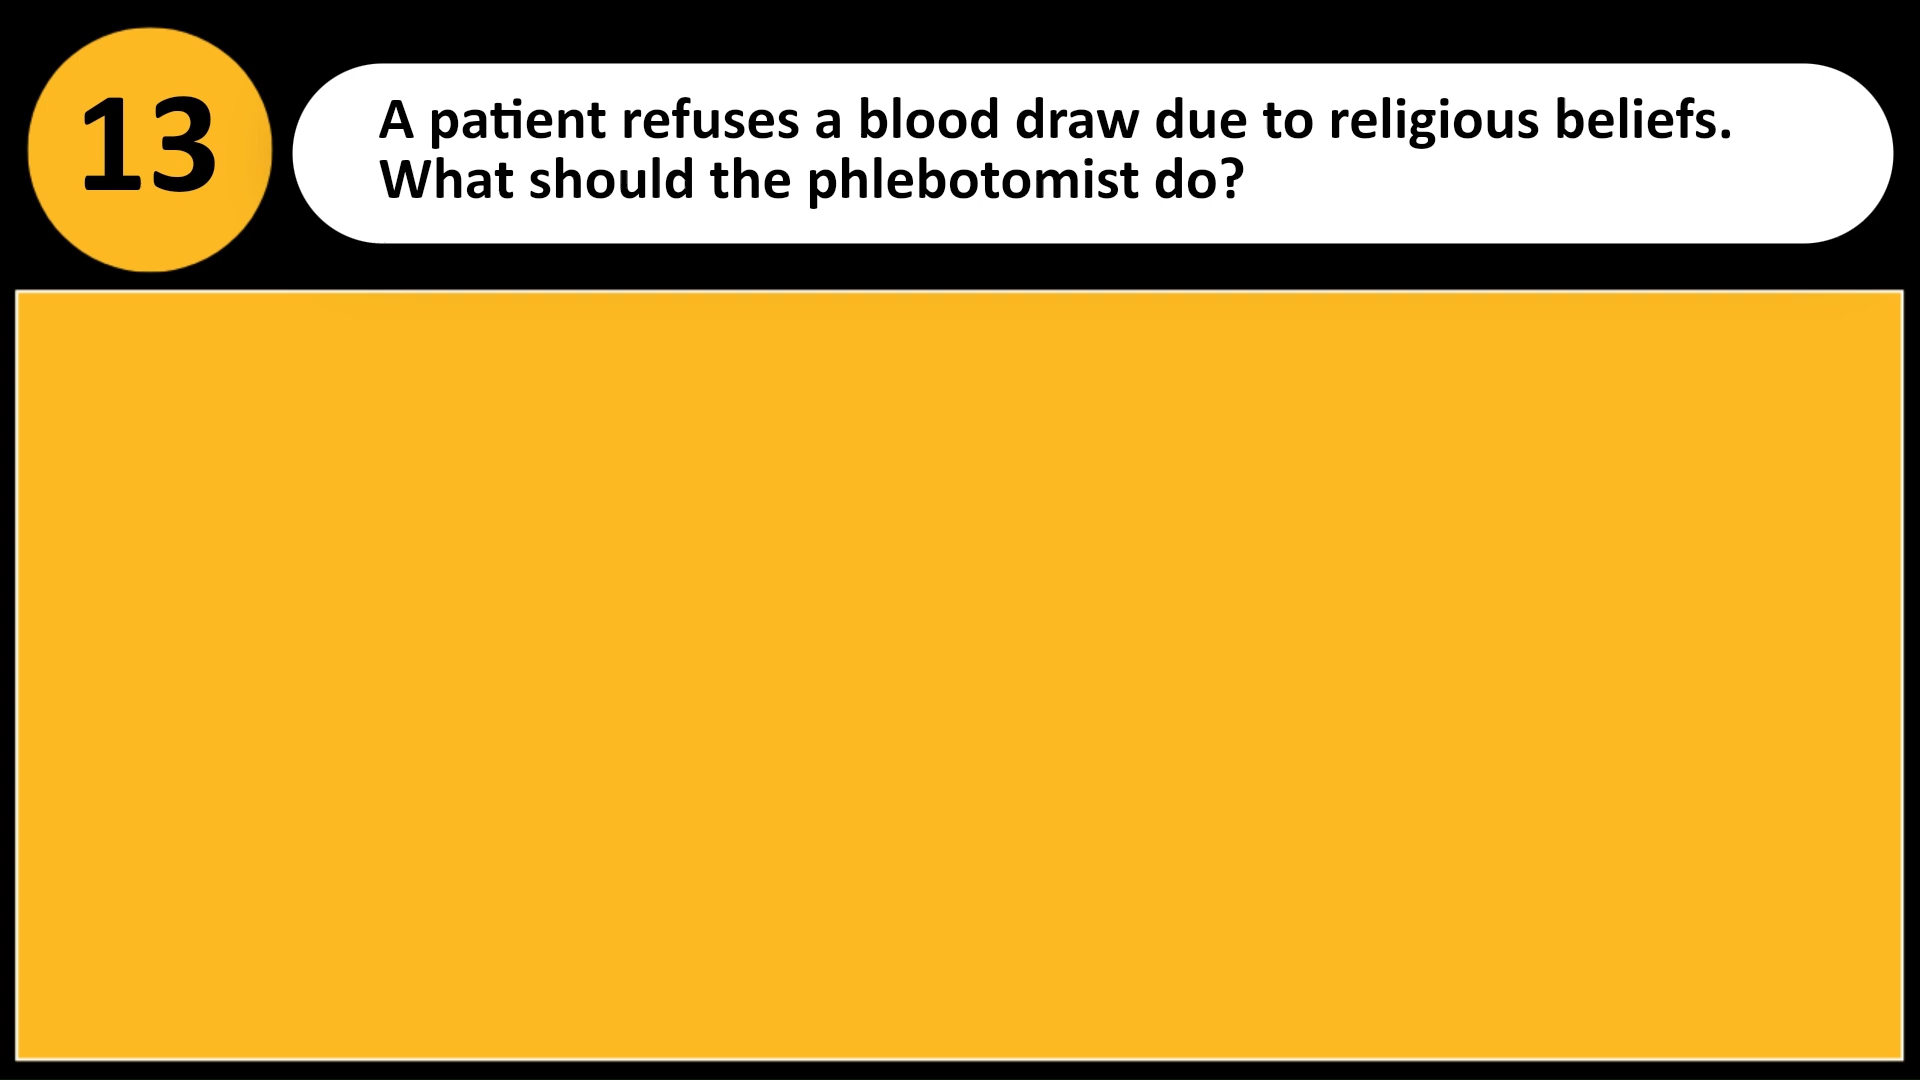 13
A patient refuses a blood draw due to religious beliefs.
What should the phlebotomist do?